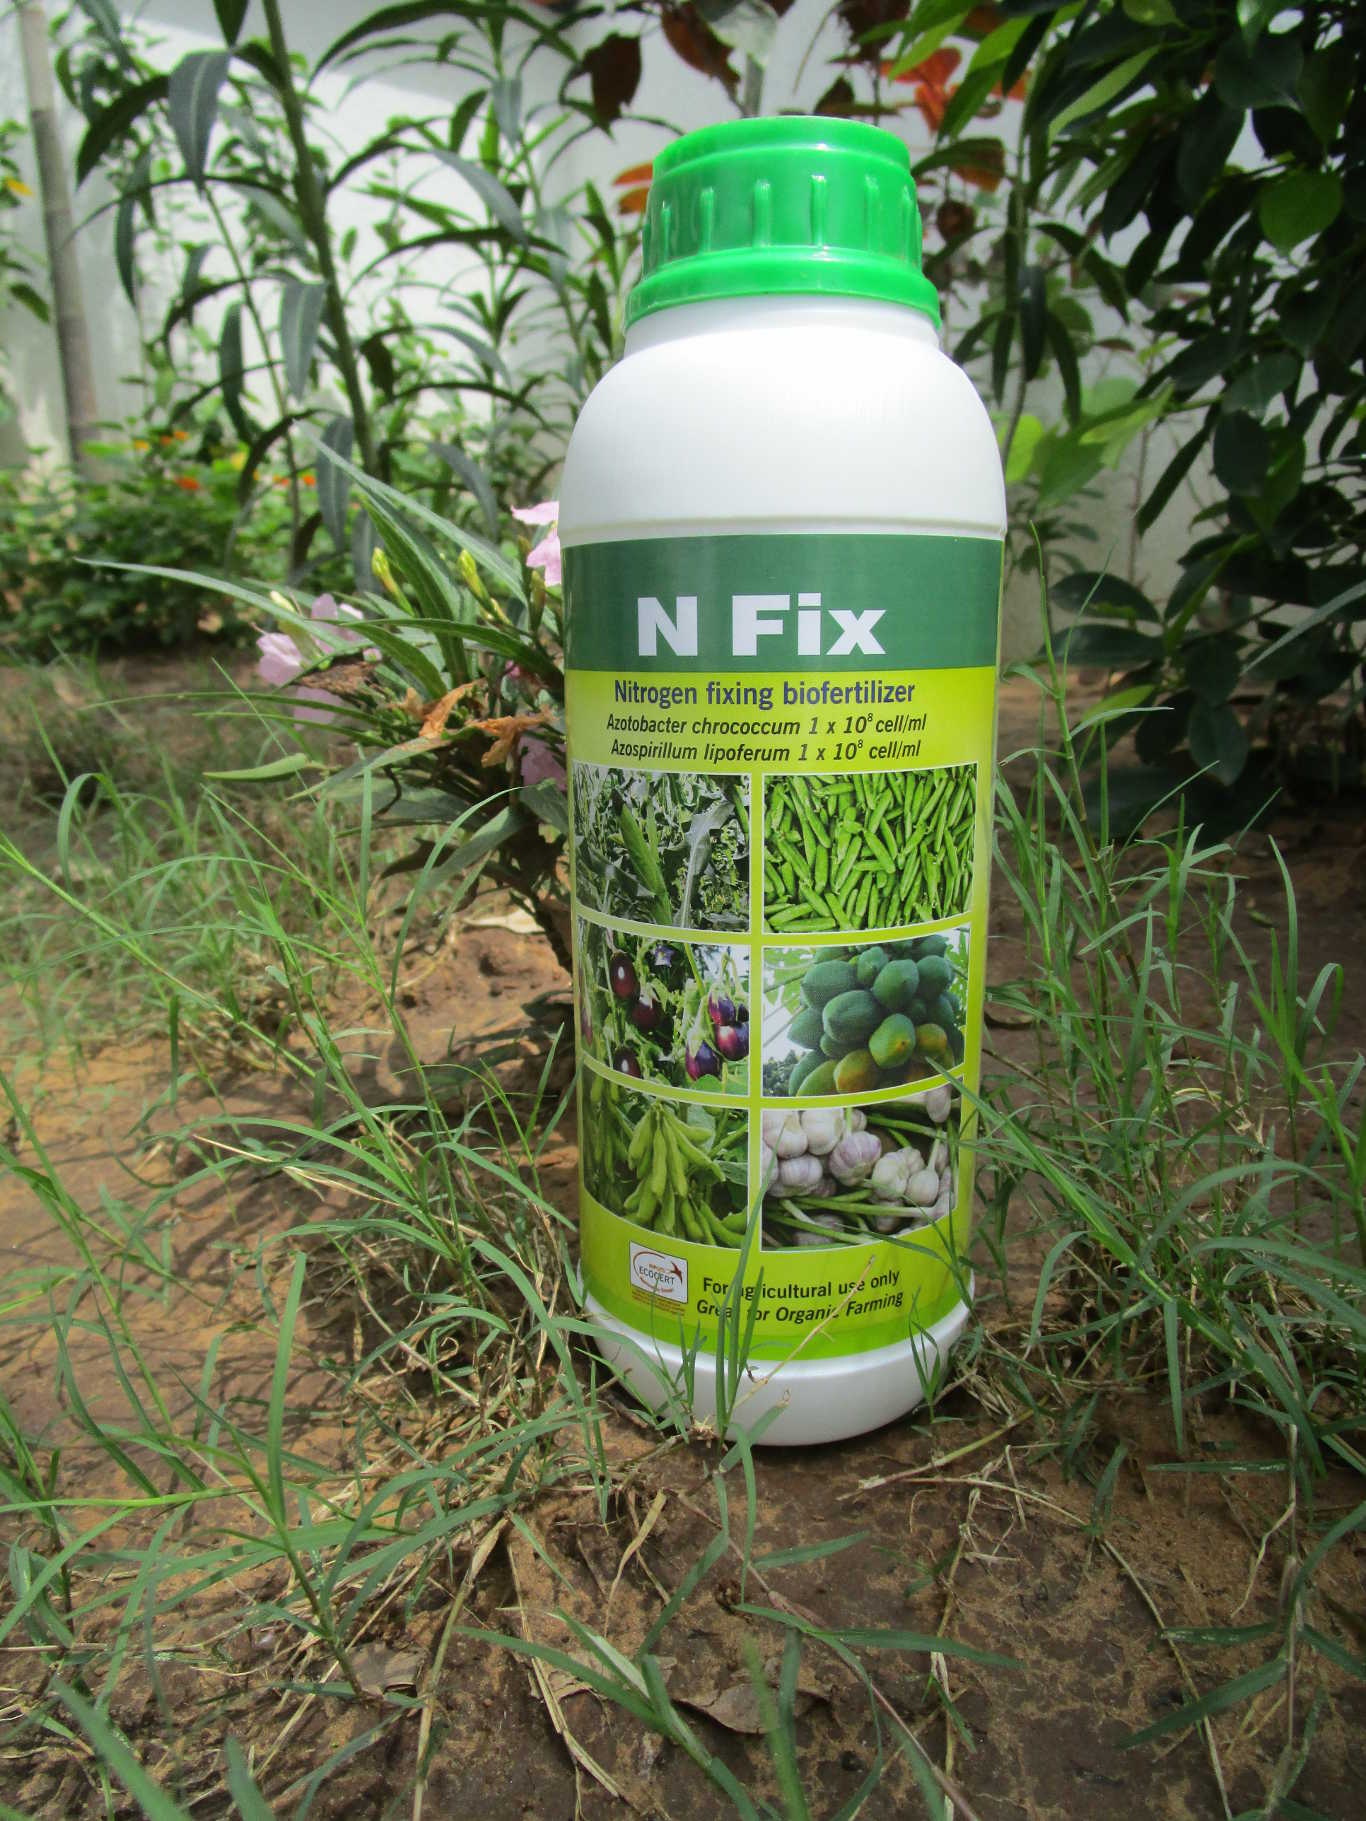 N Fix
Nitrogen fixing biofertilizer
Azotobacter chrococcum 1 x 10⁸ cell/ml
Azospirillum lipoferum 1 x 10⁸ cell/ml
ECOCERT
For agricultural use only
Great for Organic Farming